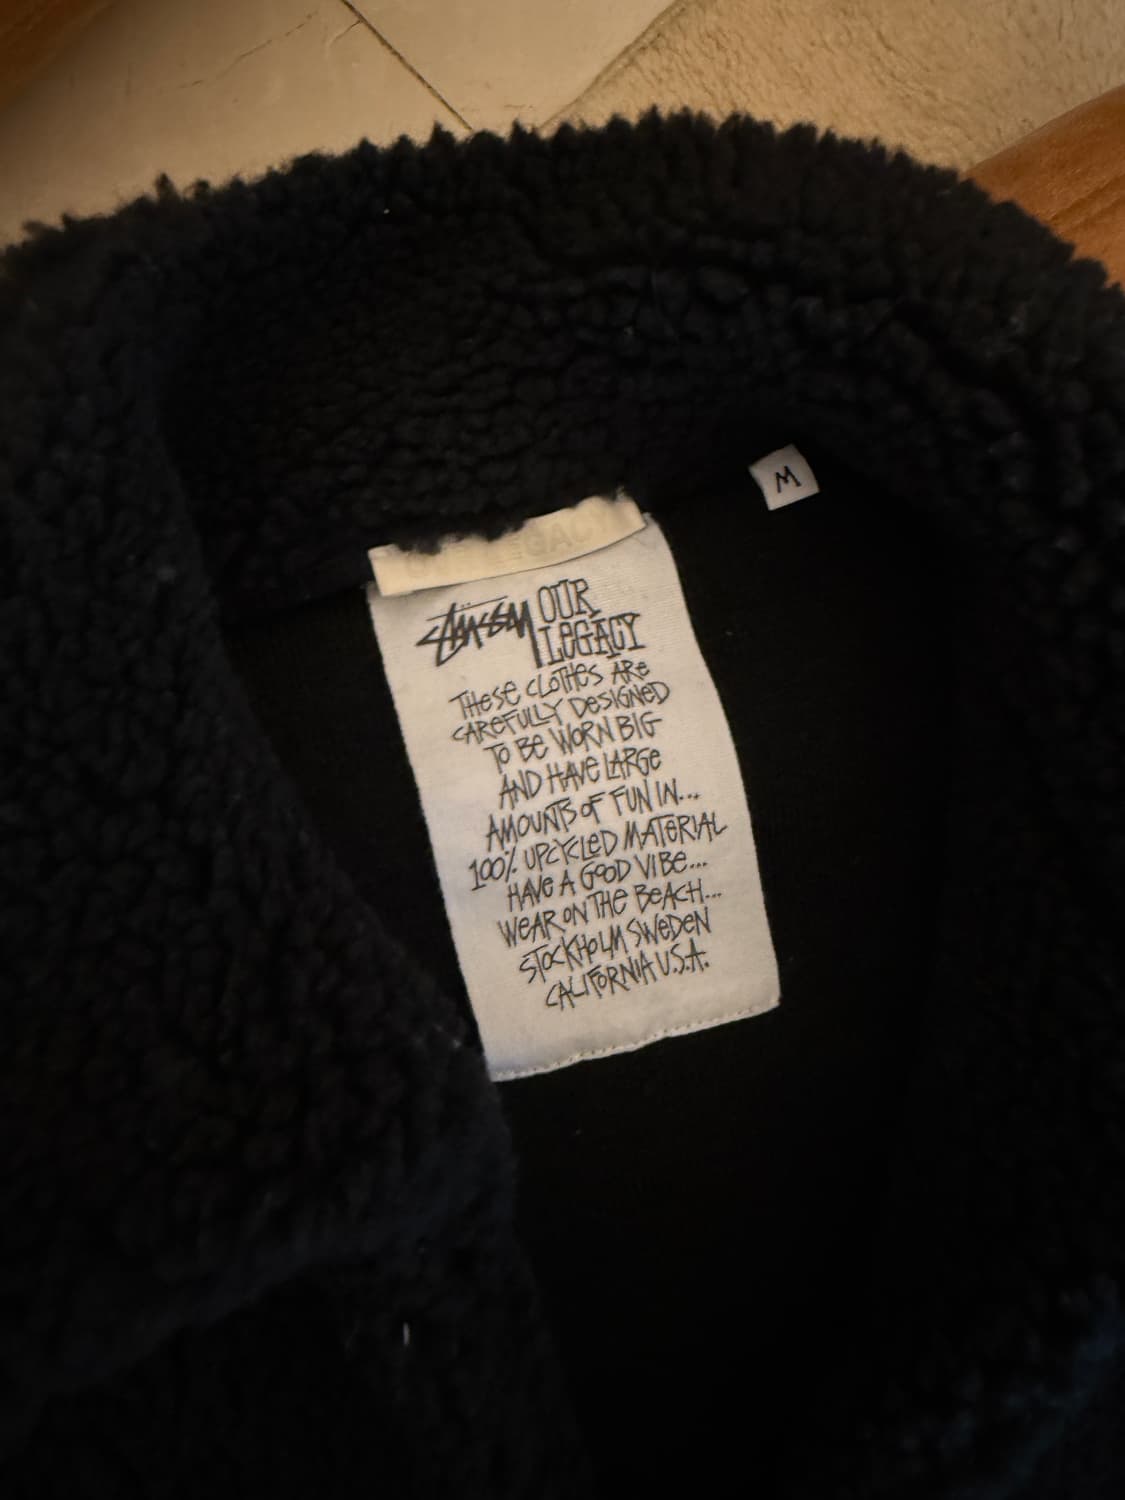 M
STÜSSY OUR
LEGACY
THESE CLOTHES ARE
CAREFULLY DESIGNED
TO BE WORN BIG
AND HAVE LARGE
AMOUNTS OF FUN IN...
100% UPCYCLED MATERIAL
HAVE A GOOD VIBE...
WEAR ON THE BEACH...
STOCKHOLM SWEDEN
CALIFORNIA U.S.A.